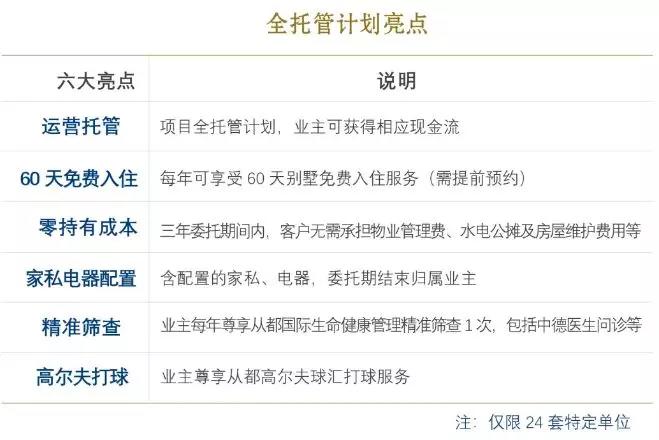 全托管计划亮点
六大亮点 说明
运营托管 项目全托管计划，业主可获得相应现金流
60天免费入住 每年可享受60天别墅免费入住服务（需提前预约）
零持有成本 三年委托期间内，客户无需承担物业管理费、水电公摊及房屋维护费用等
家私电器配置 含配置的家私、电器，委托期结束归属业主
精准筛查 业主每年尊享从都国际生命健康管理精准筛查1次，包括中德医生问诊等
高尔夫打球 业主尊享从都高尔夫球汇打球服务
注：仅限24套特定单位